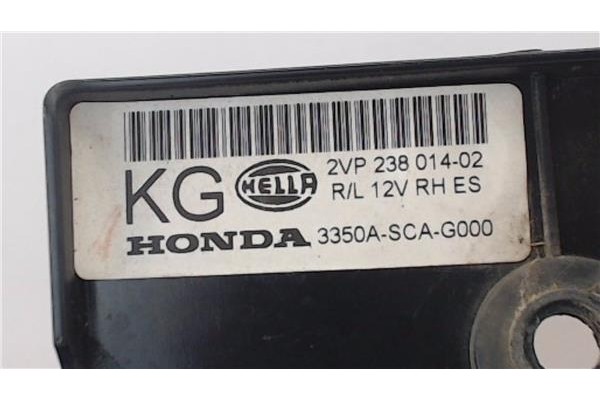 KG HELLA 2VP 238 014-02
R/L 12V RH ES
HONDA 3350A-SCA-G000